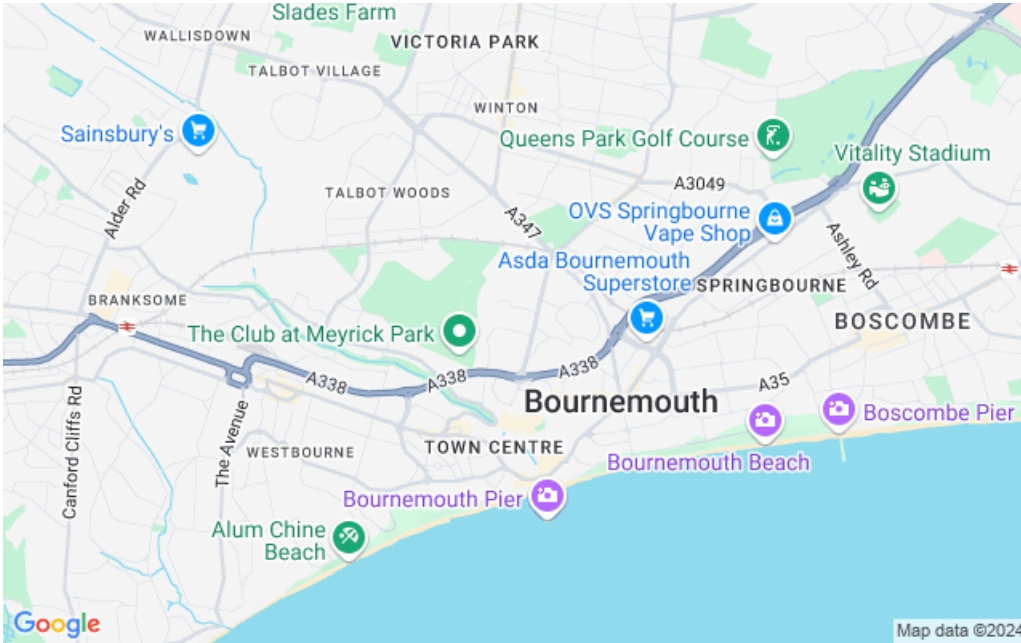 Slades Farm
WALLISDOWN
VICTORIA PARK
TALBOT VILLAGE
WINTON
Sainsbury's
Queens Park Golf Course
Vitality Stadium
TALBOT WOODS
A3049
Alder Rd
A347
OVS Springbourne
Vape Shop
Ashley Rd
Asda Bournemouth
Superstore
SPRINGBOURNE
BRANKSOME
BOSCOMBE
The Club at Meyrick Park
A338
A338
A338
A35
Canford Cliffs Rd
The Avenue
Bournemouth
Boscombe Pier
TOWN CENTRE
WESTBOURNE
Bournemouth Beach
Bournemouth Pier
Alum Chine
Beach
Google
Map data ©2024